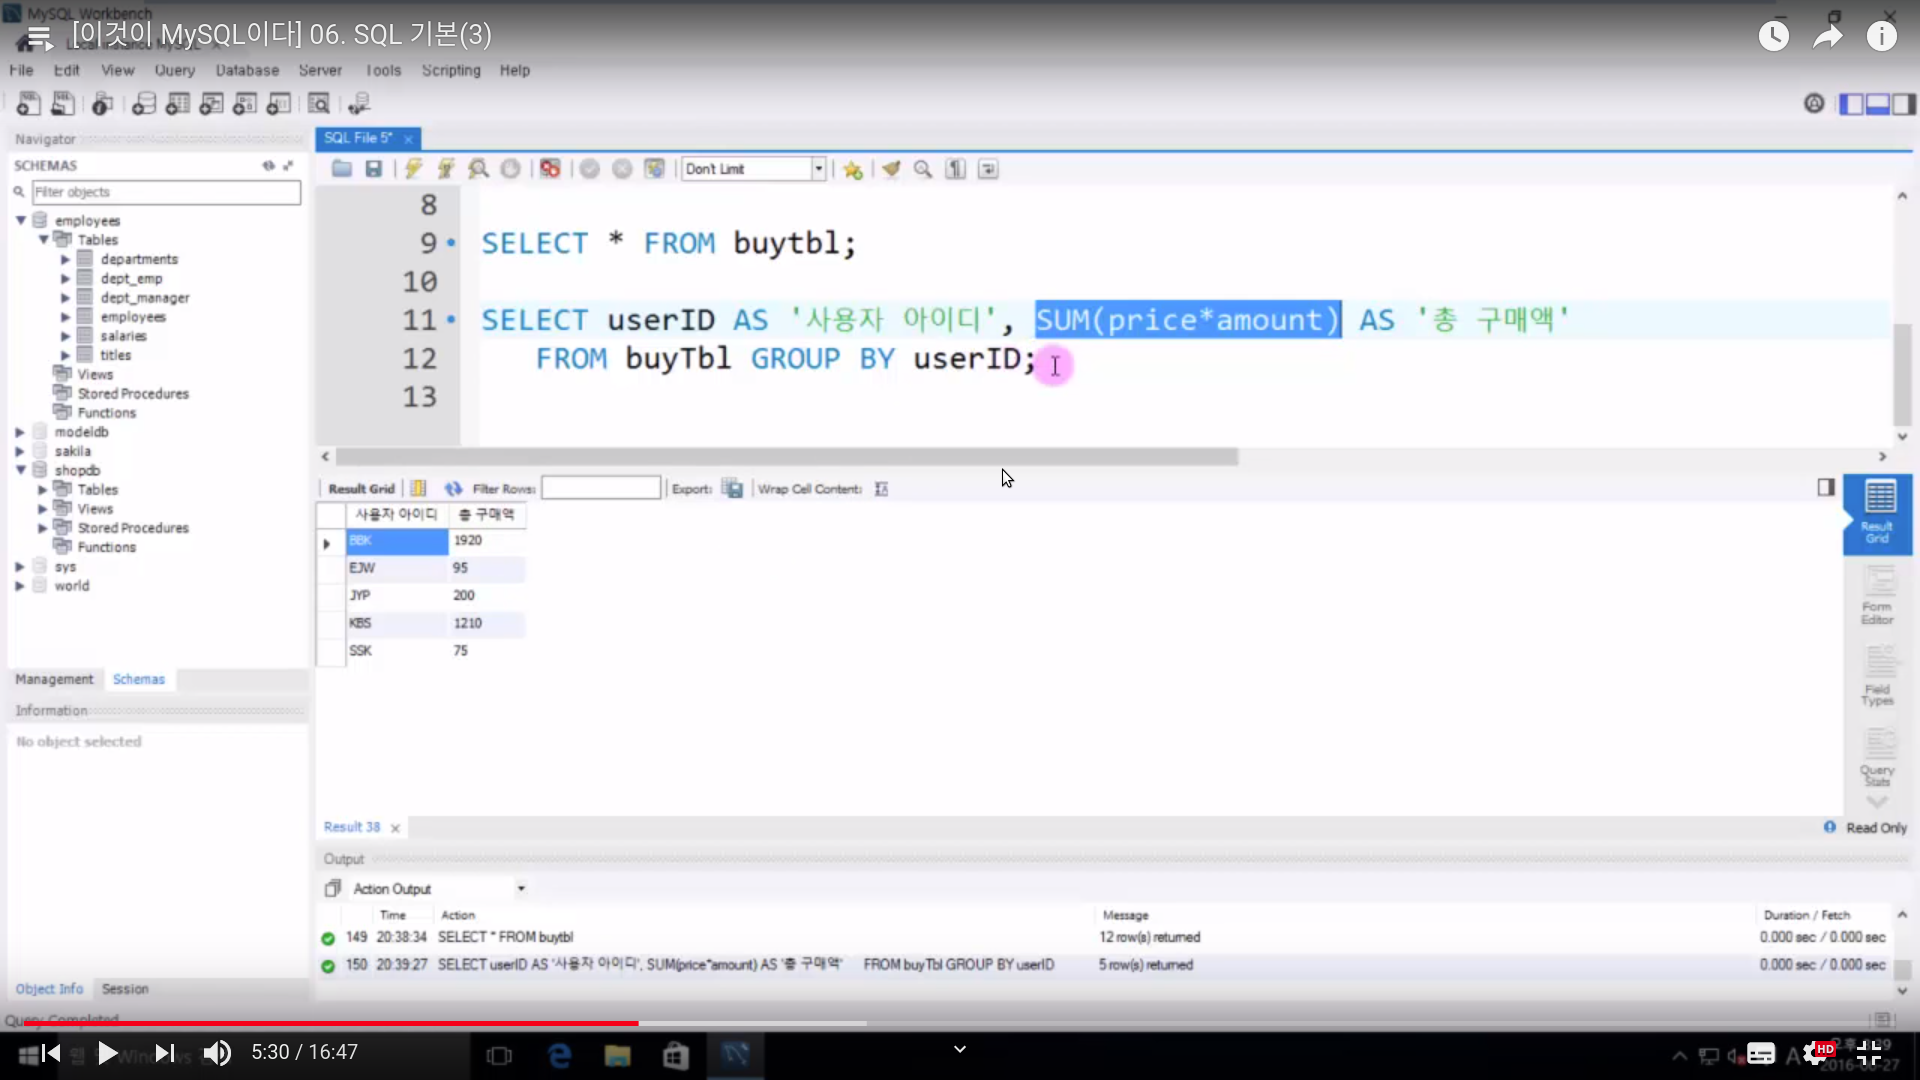 MySQL Workbench
[이것이 MySQL이다] 06. SQL 기본(3)
File Edit View Query Database Server Tools Scripting Help
Navigator
SQL File 5*
SCHEMAS
Don't Limit
Filter objects
employees
Tables
departments
dept_emp
dept_manager
employees
salaries
titles
Views
Stored Procedures
Functions
modeldb
sakila
shopdb
Tables
Views
Stored Procedures
Functions
sys
world
Management Schemas
Information
No object selected
Object Info Session
Query Completed
8
9 SELECT * FROM buytbl;
10
11 SELECT userID AS '사용자 아이디', SUM(price*amount) AS '총 구매액'
12 FROM buyTbl GROUP BY userID;
13
Result Grid Filter Rows: Export: Wrap Cell Content: IA
사용자 아이디 총 구매액
BBK 1920
EJW 95
JYP 200
KBS 1210
SSK 75
Result Grid
Form Editor
Field Types
Query Stats
Result 38
Read Only
Output
Action Output
Time Action Message Duration / Fetch
149 20:38:34 SELECT * FROM buytbl 12 row(s) returned 0.000 sec / 0.000 sec
150 20:39:27 SELECT userID AS '사용자 아이디', SUM(price*amount) AS '총 구매액' FROM buyTbl GROUP BY userID 5 row(s) returned 0.000 sec / 0.000 sec
5:30 / 16:47
HD